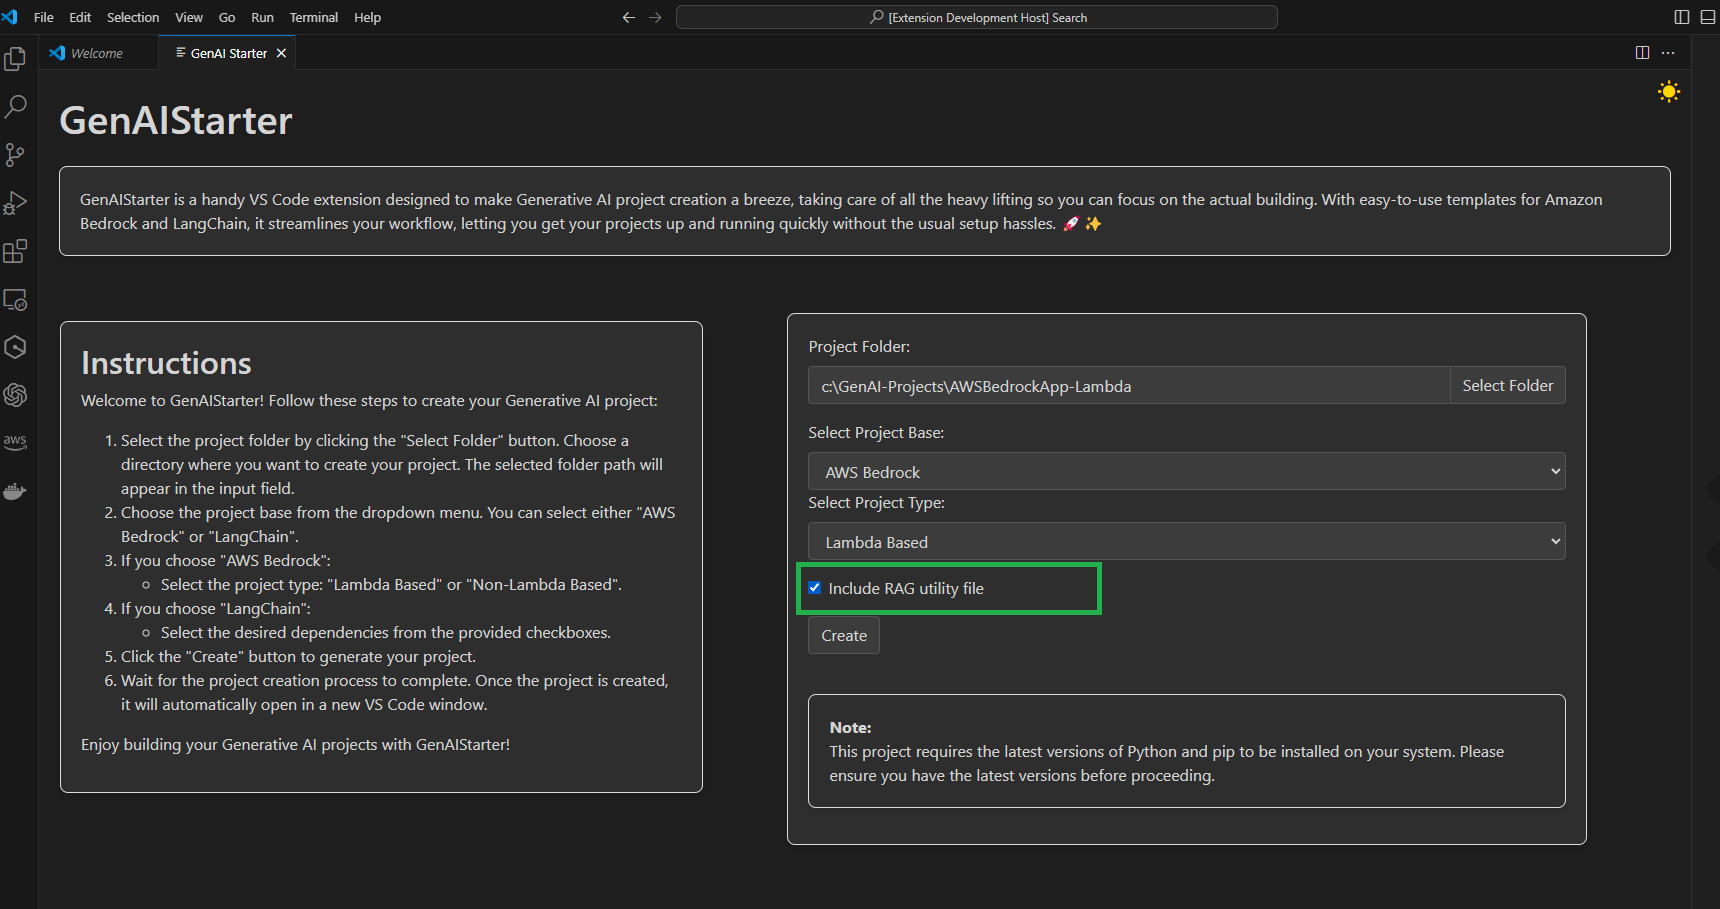 File Edit Selection View Go Run Terminal Help
[Extension Development Host] Search
Welcome
GenAI Starter
GenAIStarter
GenAIStarter is a handy VS Code extension designed to make Generative AI project creation a breeze, taking care of all the heavy lifting so you can focus on the actual building. With easy-to-use templates for Amazon
Bedrock and LangChain, it streamlines your workflow, letting you get your projects up and running quickly without the usual setup hassles. 🚀 ✨
Instructions
Welcome to GenAIStarter! Follow these steps to create your Generative AI project:
1. Select the project folder by clicking the "Select Folder" button. Choose a
directory where you want to create your project. The selected folder path will
appear in the input field.
2. Choose the project base from the dropdown menu. You can select either "AWS
Bedrock" or "LangChain".
3. If you choose "AWS Bedrock":
○ Select the project type: "Lambda Based" or "Non-Lambda Based".
4. If you choose "LangChain":
○ Select the desired dependencies from the provided checkboxes.
5. Click the "Create" button to generate your project.
6. Wait for the project creation process to complete. Once the project is created,
it will automatically open in a new VS Code window.
Enjoy building your Generative AI projects with GenAIStarter!
Project Folder:
c:\GenAI-Projects\AWSBedrockApp-Lambda
Select Folder
Select Project Base:
AWS Bedrock
Select Project Type:
Lambda Based
Include RAG utility file
Create
Note:
This project requires the latest versions of Python and pip to be installed on your system. Please
ensure you have the latest versions before proceeding.
aws